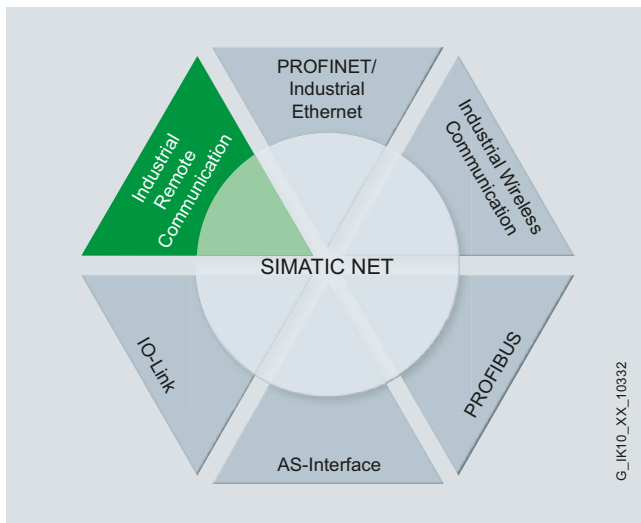 PROFINET/
Industrial
Ethernet
Industrial
Remote
Communication
Industrial Wireless
Communication
SIMATIC NET
IO-Link
PROFIBUS
AS-Interface
G_IK10_XX_10332